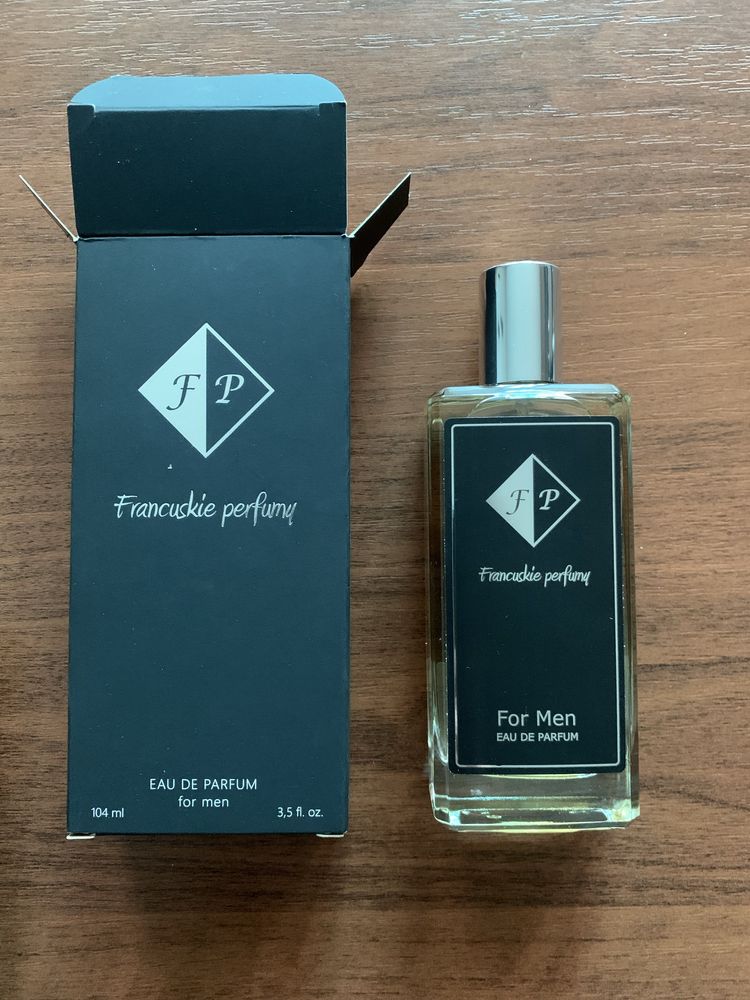 F P
Francuskie perfumy
EAU DE PARFUM
for men
104 ml 3,5 fl. oz.
F P
Francuskie perfumy
For Men
EAU DE PARFUM